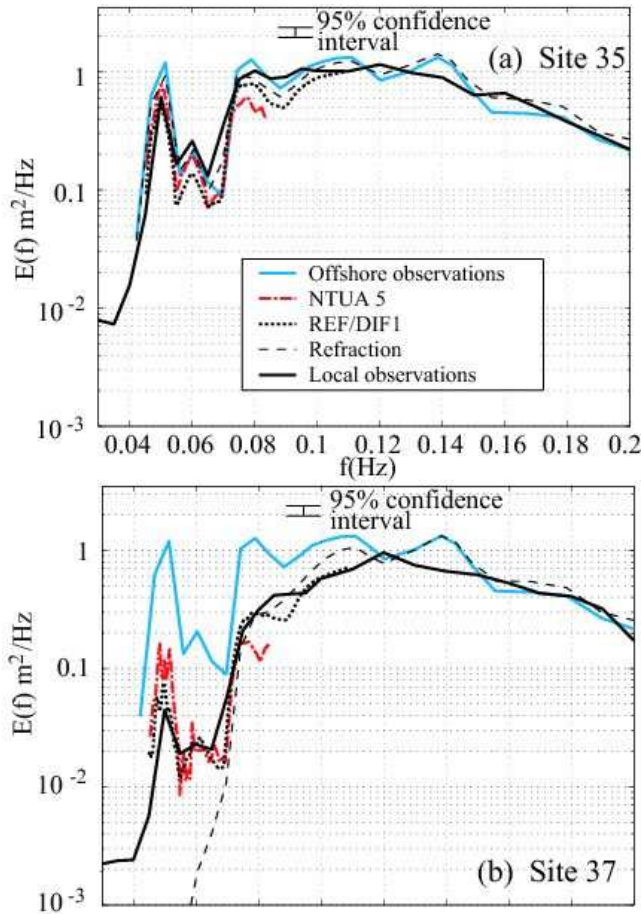 95% confidence
interval
(a) Site 35
1
0.1
10-2
10-3
E(f) m2/Hz
Offshore observations
NTUA 5
REF/DIF1
Refraction
Local observations
0.04 0.06 0.08 0.1 0.12 0.14 0.16 0.18 0.2
f(Hz)
95% confidence
interval
1
0.1
10-2
10-3
E(f) m2/Hz
(b) Site 37